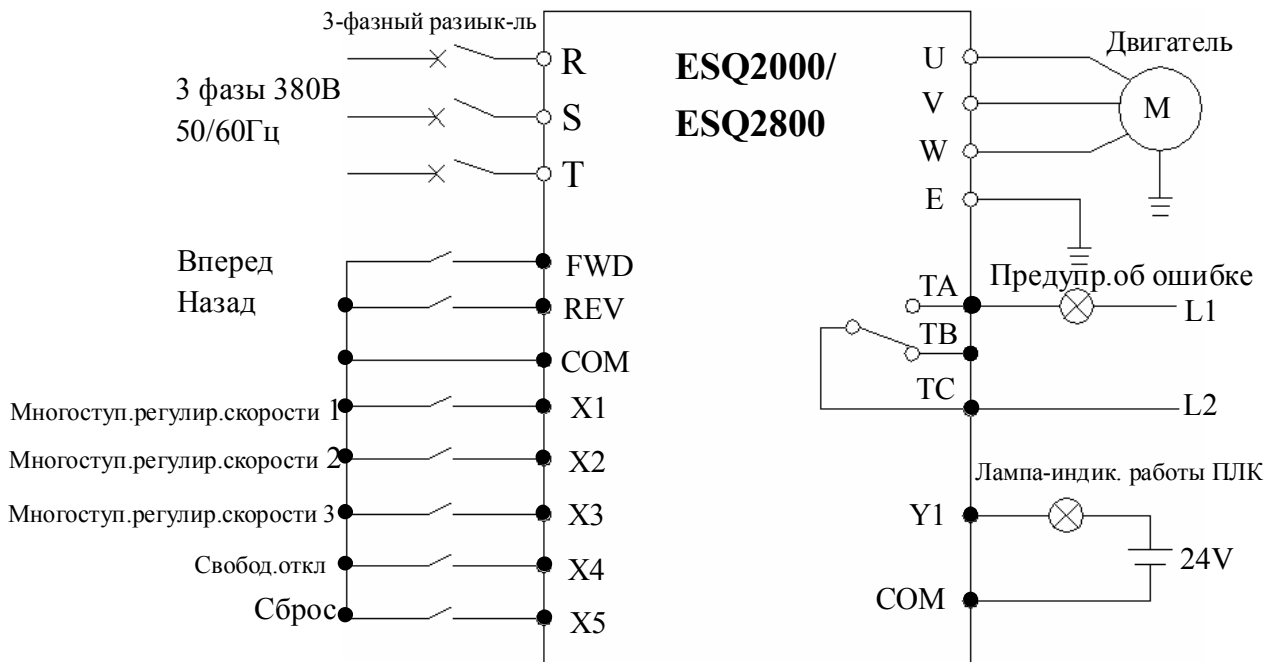 3-фазный разиык-ль
R
3 фазы 380В
S
50/60Гц
T
ESQ2000/
ESQ2800
U
V
W
E
Двигатель
M
Вперед
FWD
Назад
REV
COM
Многоступ.регулир.скорости 1
X1
Многоступ.регулир.скорости 2
X2
Многоступ.регулир.скорости 3
X3
Свобод.откл
X4
Сброс
X5
Предупр.об ошибке
TA
L1
TB
TC
L2
Лампа-индик. работы ПЛК
Y1
24V
COM